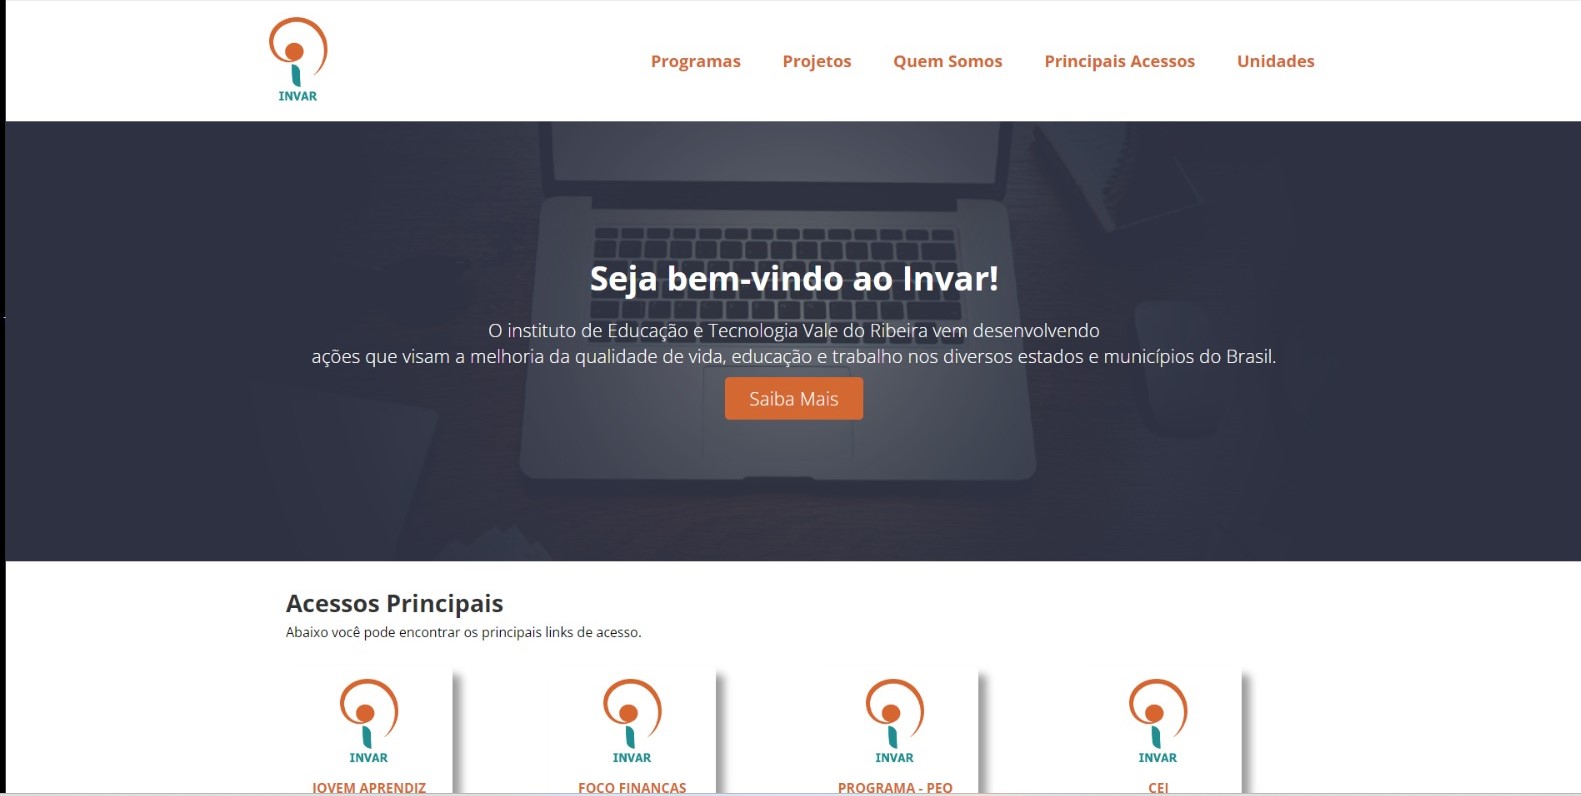 INVAR
Programas Projetos Quem Somos Principais Acessos Unidades
Seja bem-vindo ao Invar!
O instituto de Educação e Tecnologia Vale do Ribeira vem desenvolvendo
ações que visam a melhoria da qualidade de vida, educação e trabalho nos diversos estados e municípios do Brasil.
Saiba Mais
Acessos Principais
Abaixo você pode encontrar os principais links de acesso.
INVAR INVAR INVAR INVAR
JOVEM APRENDIZ FOCO FINANÇAS PROGRAMA - PEQ CEI